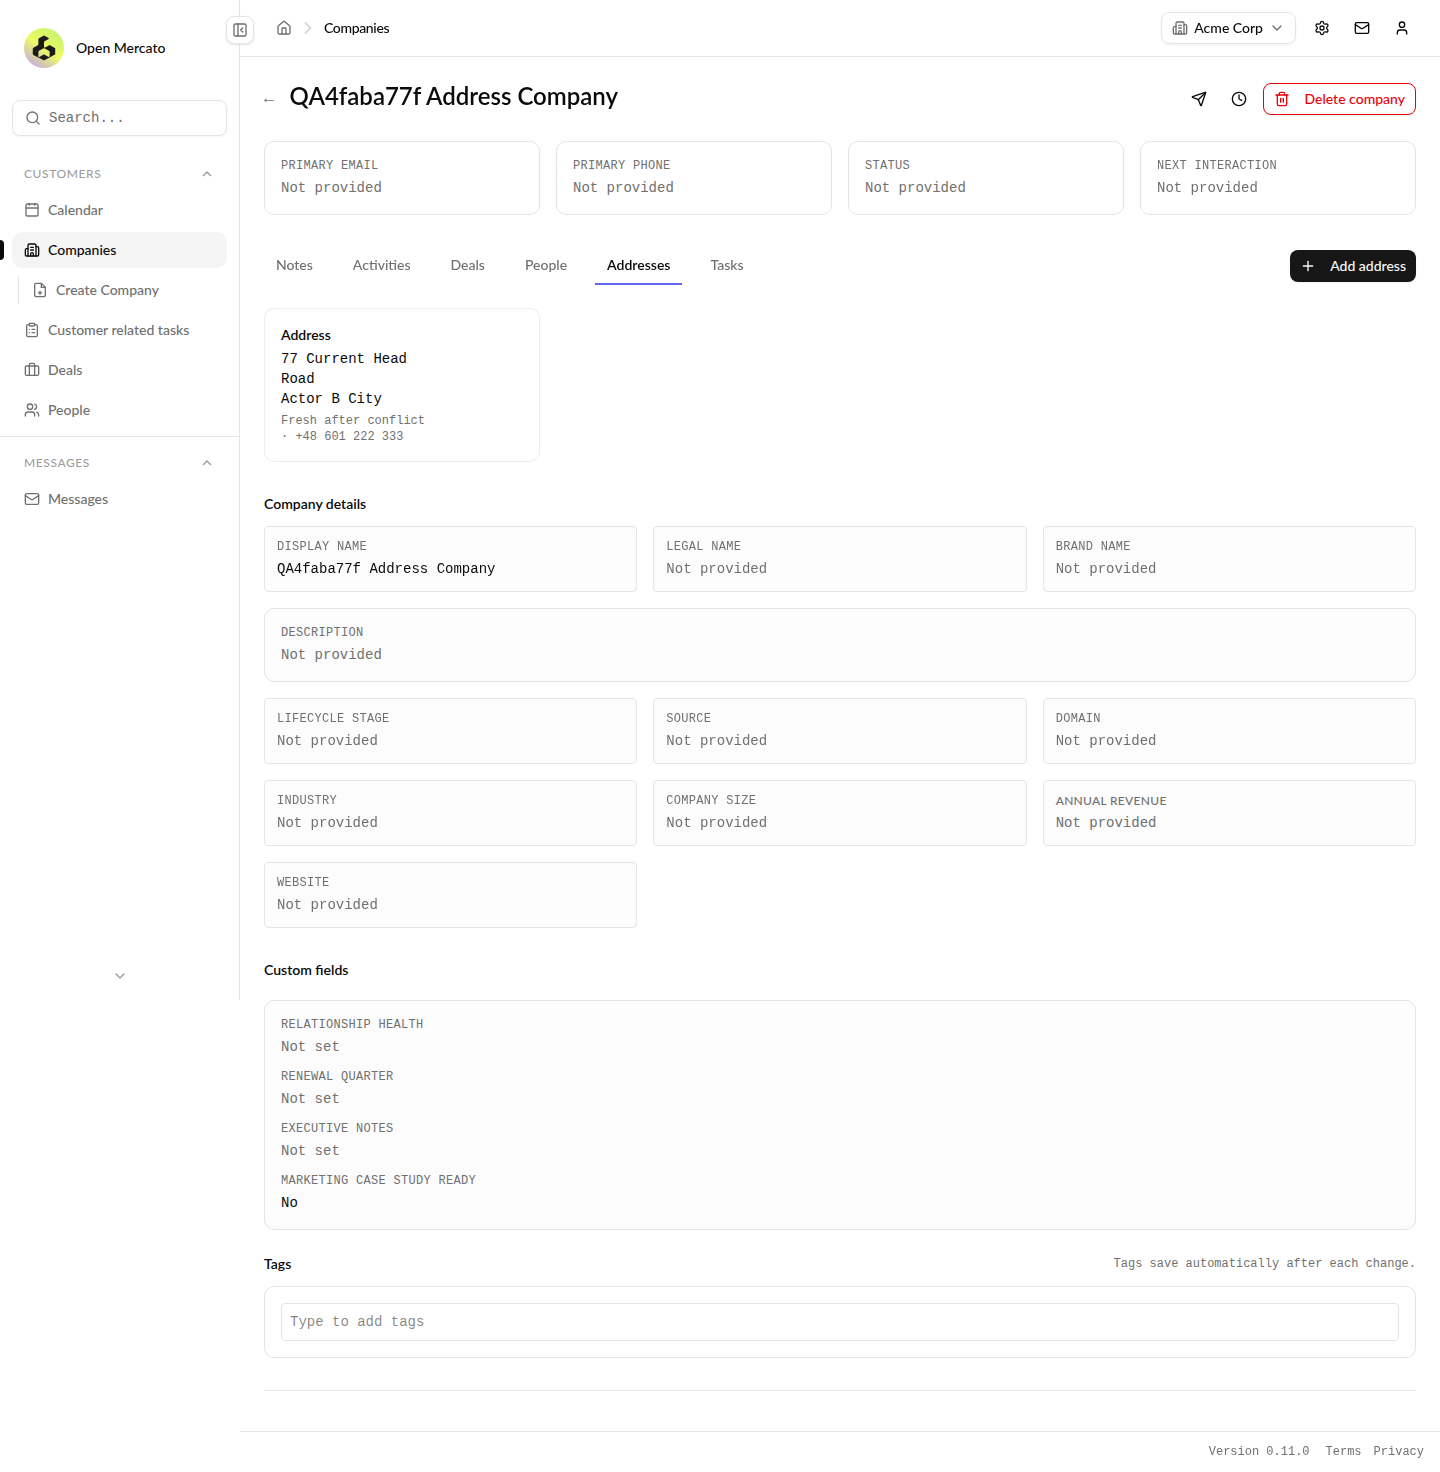 Open Mercato
Search...
CUSTOMERS
Calendar
Companies
Create Company
Customer related tasks
Deals
People
MESSAGES
Messages
Companies
Acme Corp
← QA4faba77f Address Company
Delete company
PRIMARY EMAIL
Not provided
PRIMARY PHONE
Not provided
STATUS
Not provided
NEXT INTERACTION
Not provided
Notes Activities Deals People Addresses Tasks
Add address
Address
77 Current Head
Road
Actor B City
Fresh after conflict
· +48 601 222 333
Company details
DISPLAY NAME
QA4faba77f Address Company
LEGAL NAME
Not provided
BRAND NAME
Not provided
DESCRIPTION
Not provided
LIFECYCLE STAGE
Not provided
SOURCE
Not provided
DOMAIN
Not provided
INDUSTRY
Not provided
COMPANY SIZE
Not provided
ANNUAL REVENUE
Not provided
WEBSITE
Not provided
Custom fields
RELATIONSHIP HEALTH
Not set
RENEWAL QUARTER
Not set
EXECUTIVE NOTES
Not set
MARKETING CASE STUDY READY
No
Tags
Tags save automatically after each change.
Type to add tags
Version 0.11.0 Terms Privacy